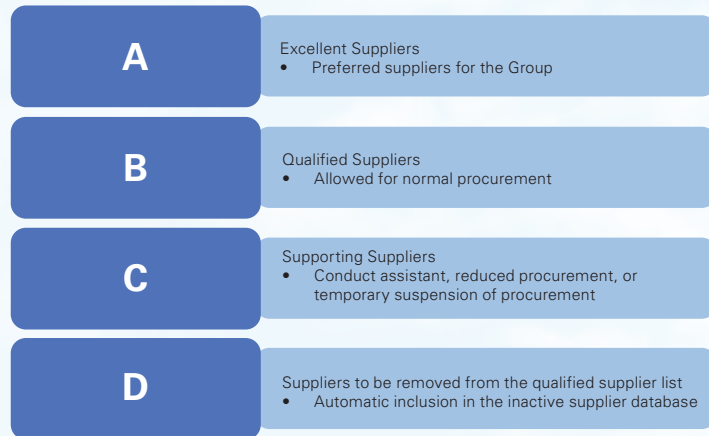 A
Excellent Suppliers
• Preferred suppliers for the Group
B
Qualified Suppliers
• Allowed for normal procurement
C
Supporting Suppliers
• Conduct assistant, reduced procurement, or
temporary suspension of procurement
D
Suppliers to be removed from the qualified supplier list
• Automatic inclusion in the inactive supplier database